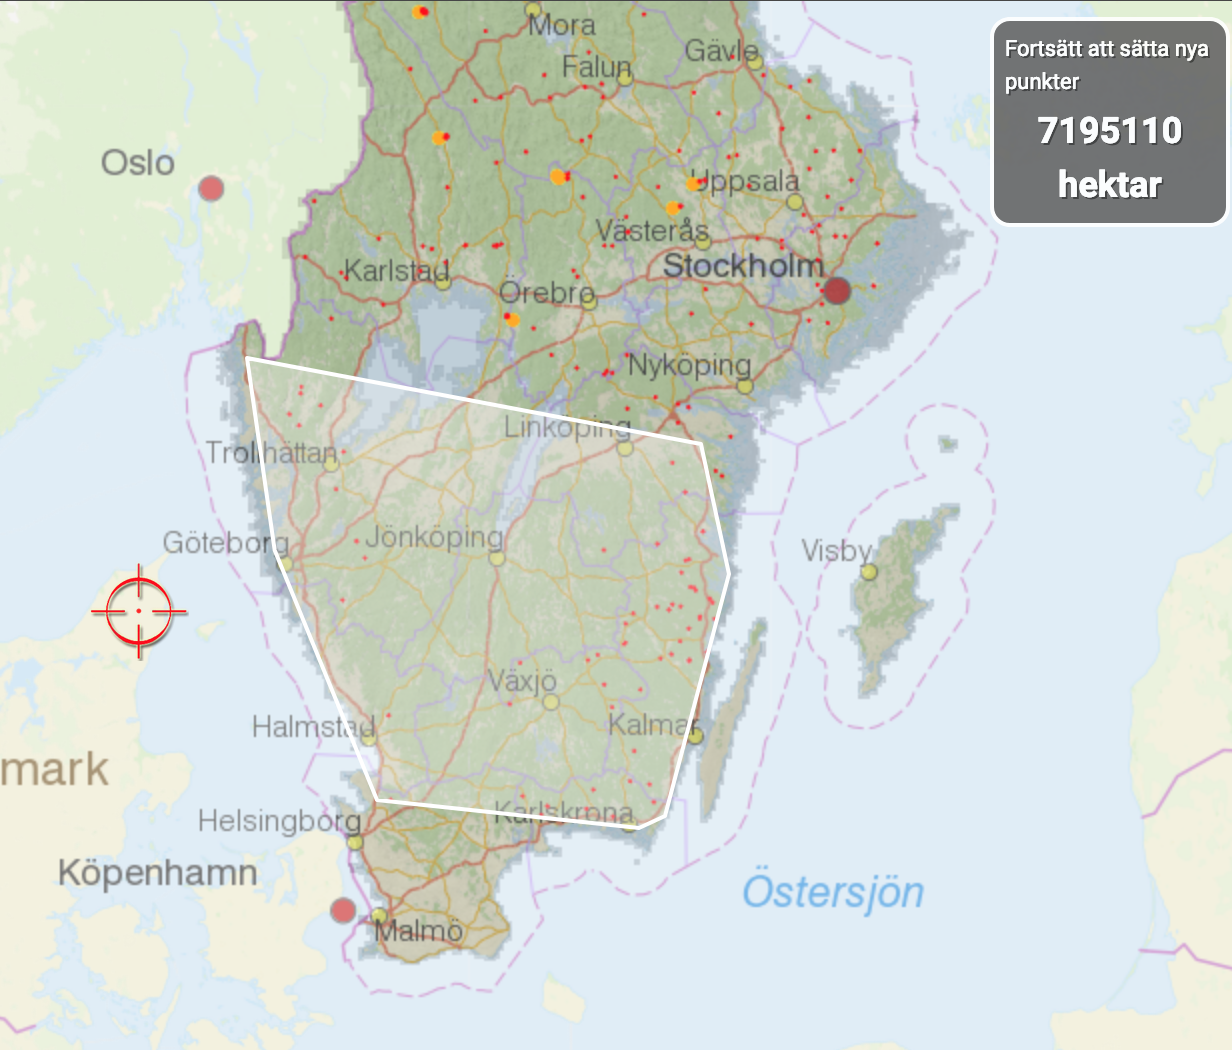 Mora
Gävle
Falun
Fortsätt att sätta nya
punkter
7195110
hektar
Oslo
Uppsala
Västerås
Stockholm
Karlstad
Örebro
Nyköping
Linköping
Trollhättan
Göteborg
Jönköping
Visby
Växjö
Halmstad
Kalmar
mark
Karlskrona
Helsingborg
Köpenhamn
Östersjön
Malmö